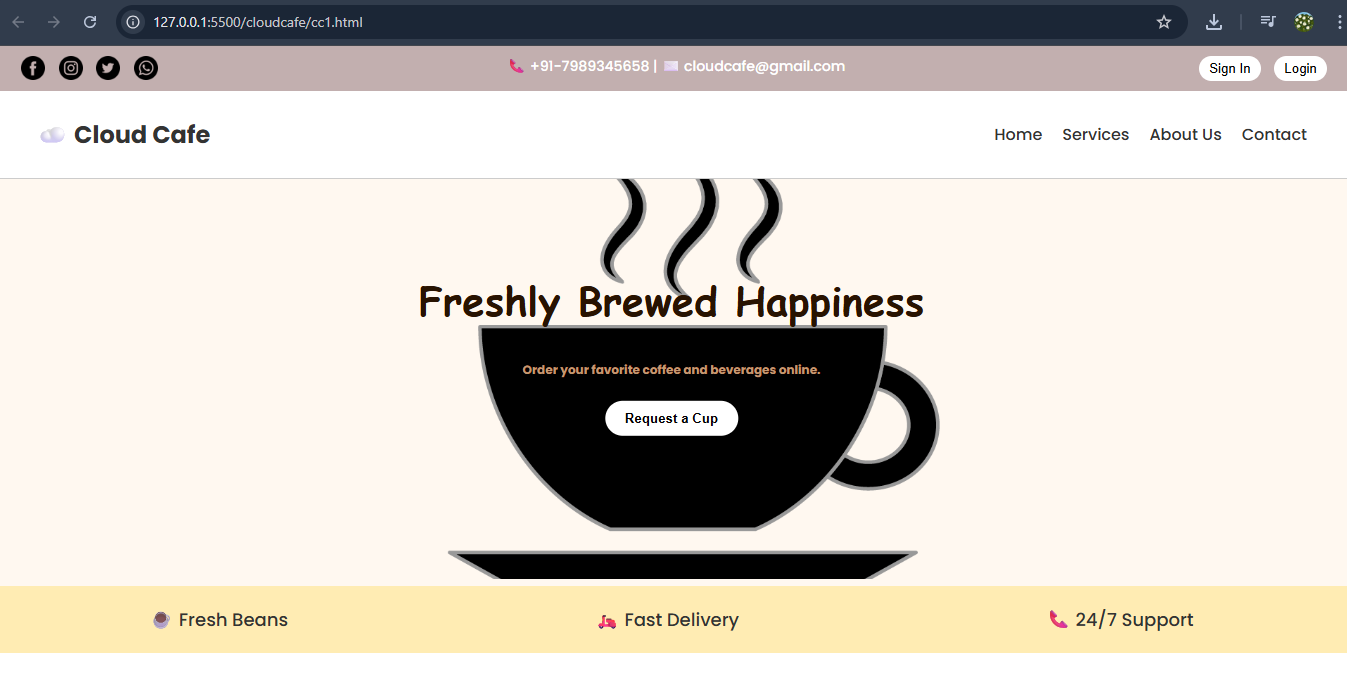 127.0.0.1:5500/cloudcafe/cc1.html
+91-7989345658 | cloudcafe@gmail.com
Sign In
Login
Cloud Cafe
Home
Services
About Us
Contact
Freshly Brewed Happiness
Order your favorite coffee and beverages online.
Request a Cup
Fresh Beans
Fast Delivery
24/7 Support